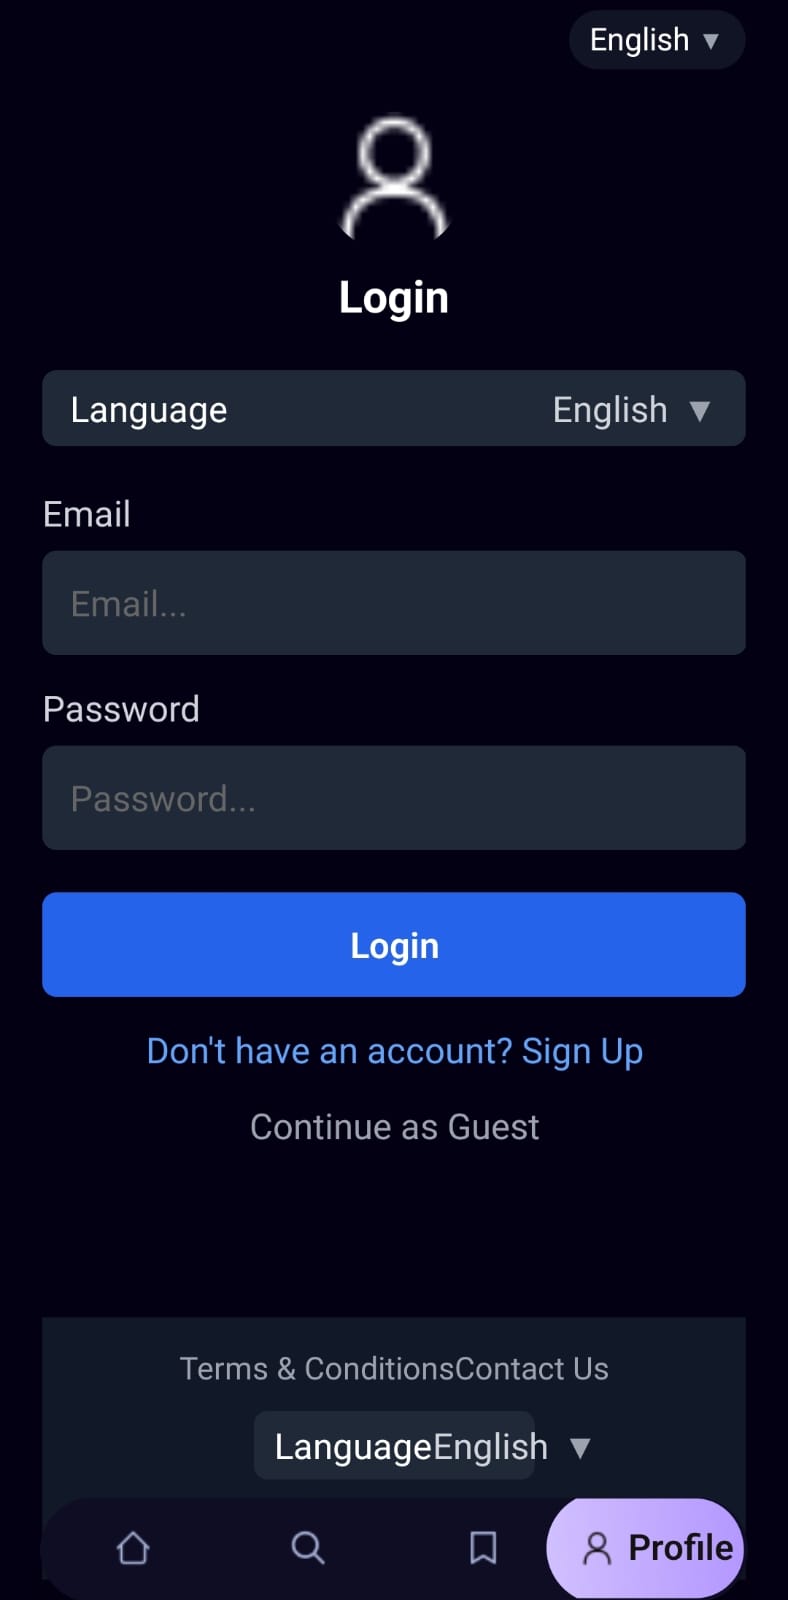 English ▼
Login
Language English ▼
Email
Email...
Password
Password...
Login
Don't have an account? Sign Up
Continue as Guest
Terms & ConditionsContact Us
LanguageEnglish ▼
Profile